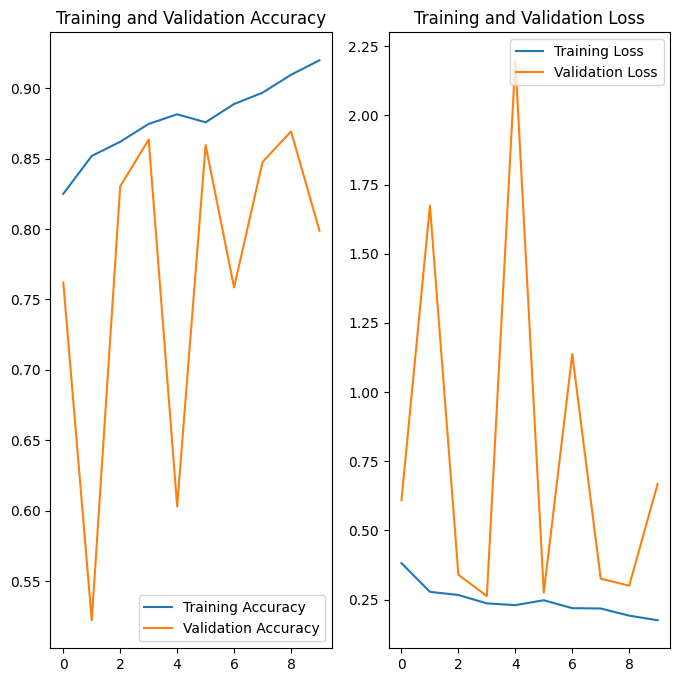 Training and Validation Accuracy
0.90
0.85
0.80
0.75
0.70
0.65
0.60
0.55
Training Accuracy
Validation Accuracy
0 2 4 6 8
Training and Validation Loss
2.25
2.00
1.75
1.50
1.25
1.00
0.75
0.50
0.25
Training Loss
Validation Loss
0 2 4 6 8